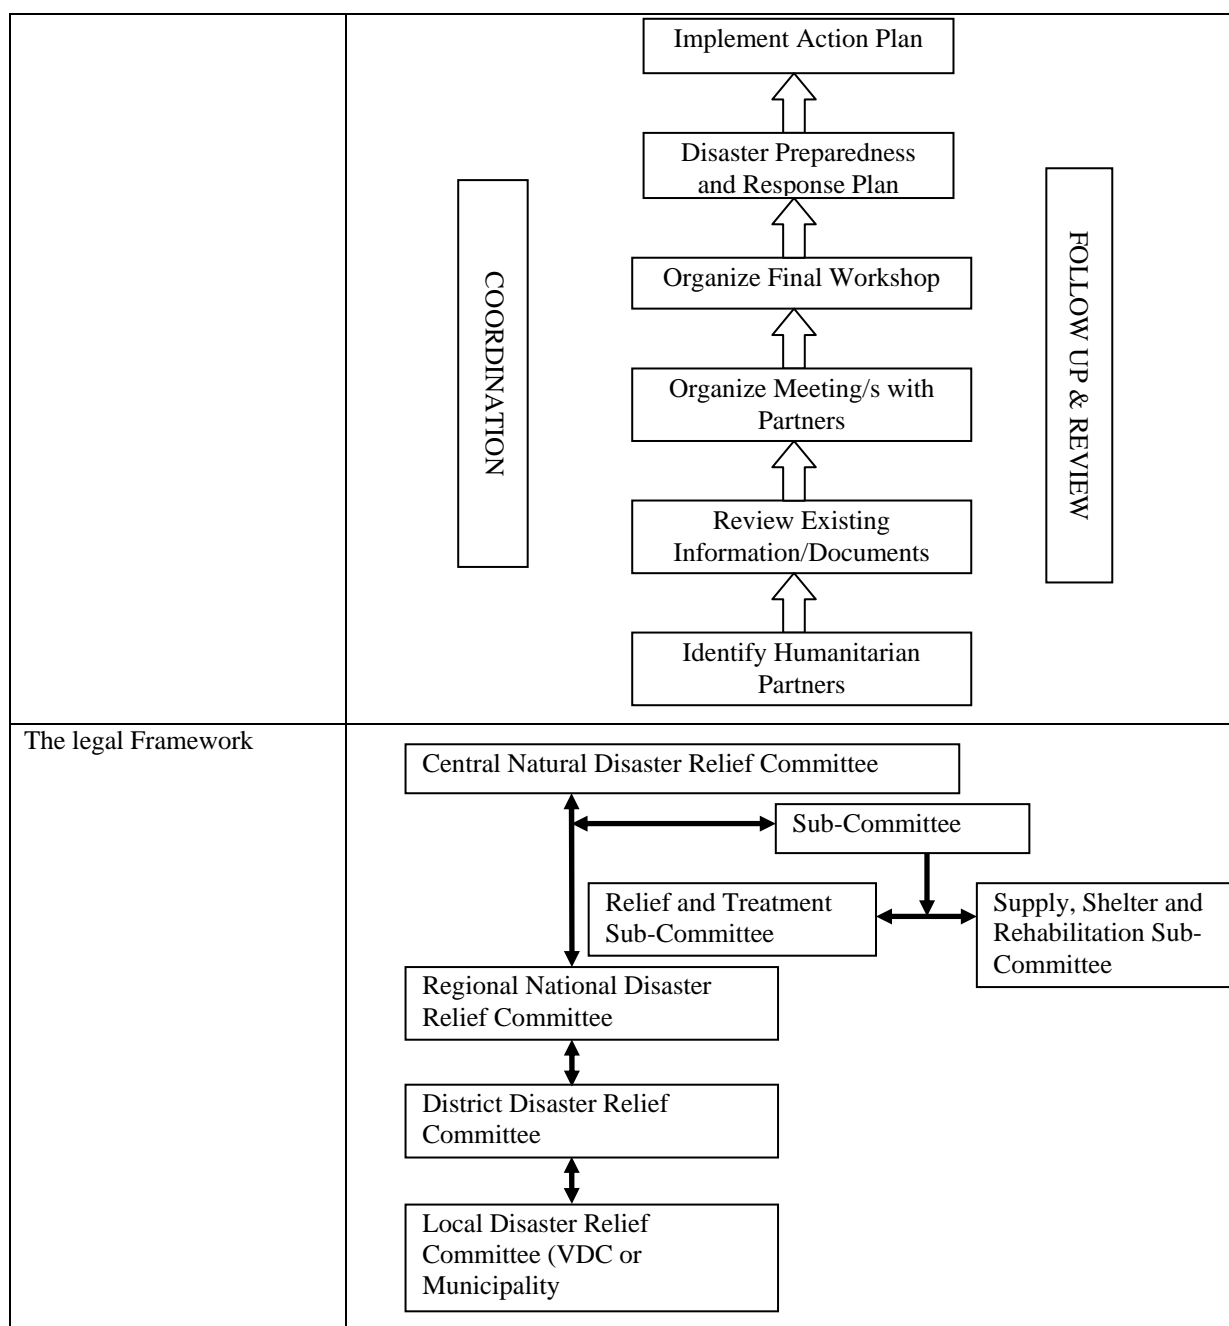 Implement Action Plan
Disaster Preparedness
and Response Plan
COORDINATION
FOLLOW UP & REVIEW
Organize Final Workshop
Organize Meeting/s with
Partners
Review Existing
Information/Documents
Identify Humanitarian
Partners
The legal Framework
Central Natural Disaster Relief Committee
Sub-Committee
Relief and Treatment
Sub-Committee
Supply, Shelter and
Rehabilitation Sub-
Committee
Regional National Disaster
Relief Committee
District Disaster Relief
Committee
Local Disaster Relief
Committee (VDC or
Municipality